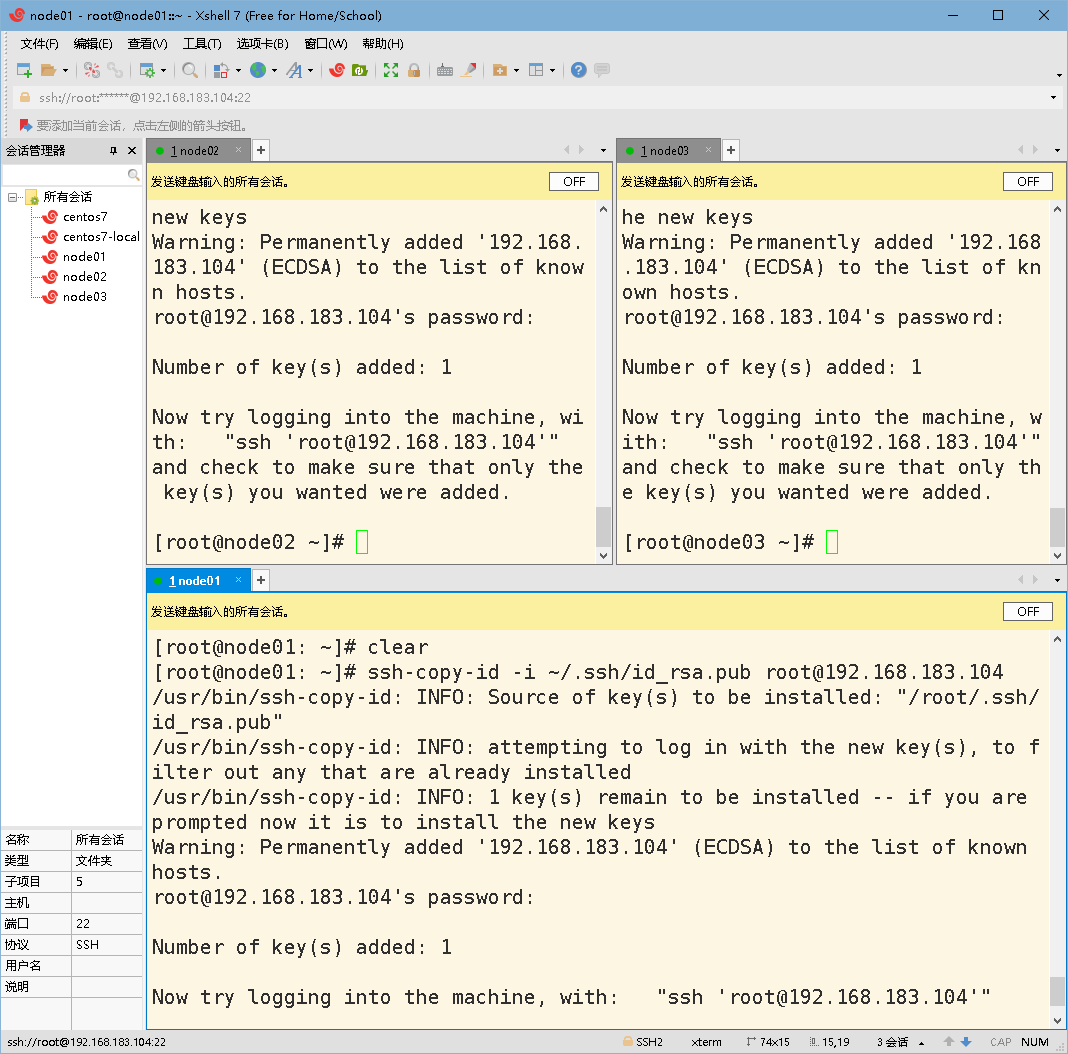 node01 - root@node01::~ - Xshell 7 (Free for Home/School)
文件(F) 编辑(E) 查看(V) 工具(T) 选项卡(B) 窗口(W) 帮助(H)
ssh://root:******@192.168.183.104:22
要添加当前会话，点击左侧的箭头按钮。
会话管理器
所有会话
centos7
centos7-local
node01
node02
node03
名称 所有会话
类型 文件夹
子项目 5
主机
端口 22
协议 SSH
用户名
说明
1 node02
发送键盘输入的所有会话。 OFF
new keys
Warning: Permanently added '192.168.
183.104' (ECDSA) to the list of know
n hosts.
root@192.168.183.104's password:
Number of key(s) added: 1
Now try logging into the machine, wi
th:   "ssh 'root@192.168.183.104'"
and check to make sure that only the
 key(s) you wanted were added.
[root@node02 ~]#
1 node03
发送键盘输入的所有会话。 OFF
he new keys
Warning: Permanently added '192.168
.183.104' (ECDSA) to the list of kn
own hosts.
root@192.168.183.104's password:
Number of key(s) added: 1
Now try logging into the machine, w
ith:   "ssh 'root@192.168.183.104'"
and check to make sure that only th
e key(s) you wanted were added.
[root@node03 ~]#
1 node01
发送键盘输入的所有会话。 OFF
[root@node01: ~]# clear
[root@node01: ~]# ssh-copy-id -i ~/.ssh/id_rsa.pub root@192.168.183.104
/usr/bin/ssh-copy-id: INFO: Source of key(s) to be installed: "/root/.ssh/
id_rsa.pub"
/usr/bin/ssh-copy-id: INFO: attempting to log in with the new key(s), to f
ilter out any that are already installed
/usr/bin/ssh-copy-id: INFO: 1 key(s) remain to be installed -- if you are
prompted now it is to install the new keys
Warning: Permanently added '192.168.183.104' (ECDSA) to the list of known
hosts.
root@192.168.183.104's password:
Number of key(s) added: 1
Now try logging into the machine, with:   "ssh 'root@192.168.183.104'"
ssh://root@192.168.183.104:22 SSH2 xterm 74x15 15,19 3 会话 CAP NUM